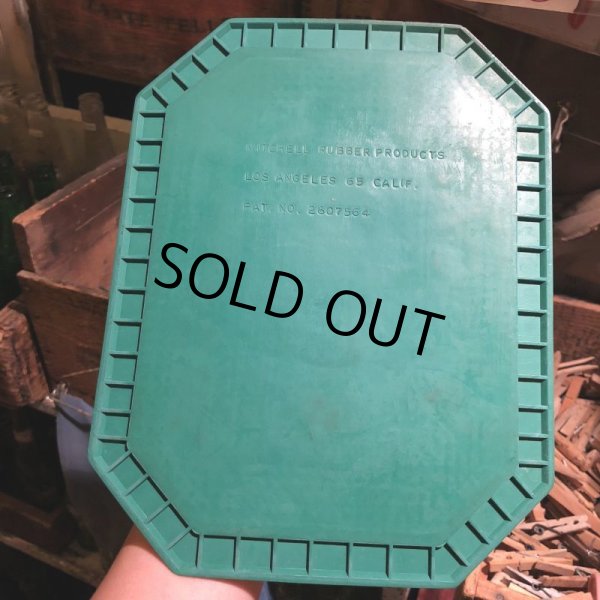 MITCHELL RUBBER PRODUCTS
LOS ANGELES 65 CALIF.
PAT. NO. 2607564
SOLD OUT